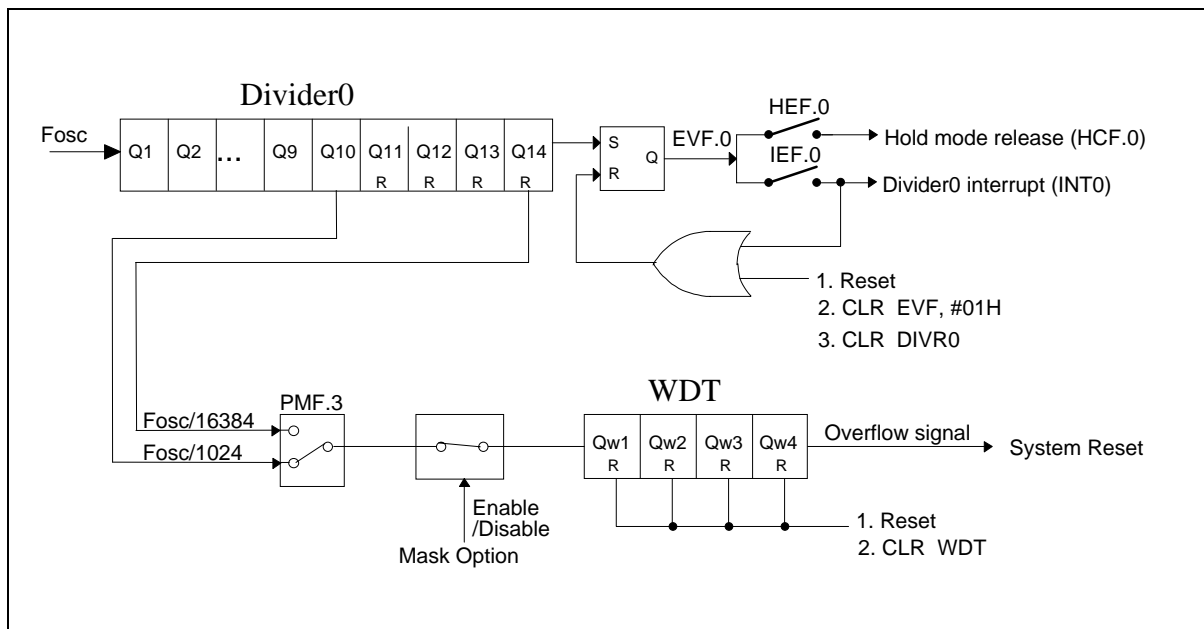 Divider0
Fosc
Q1 Q2 ... Q9 Q10 Q11 Q12 Q13 Q14
R R R R
S
R
Q
EVF.0
HEF.0
IEF.0
Hold mode release (HCF.0)
Divider0 interrupt (INT0)
1. Reset
2. CLR EVF, #01H
3. CLR DIVR0
WDT
PMF.3
Fosc/16384
Fosc/1024
Enable
/Disable
Mask Option
Qw1 Qw2 Qw3 Qw4
R R R R
Overflow signal
System Reset
1. Reset
2. CLR WDT